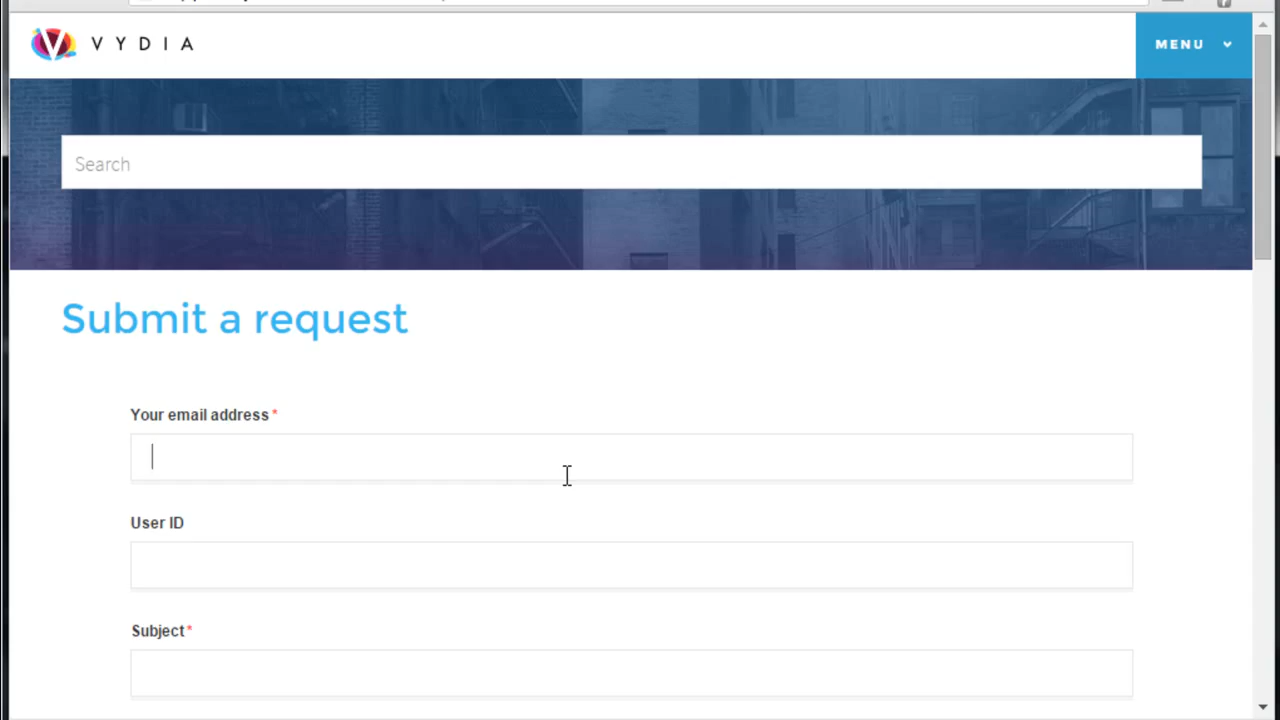 VYDIA
MENU
Search
Submit a request
Your email address*
User ID
Subject*